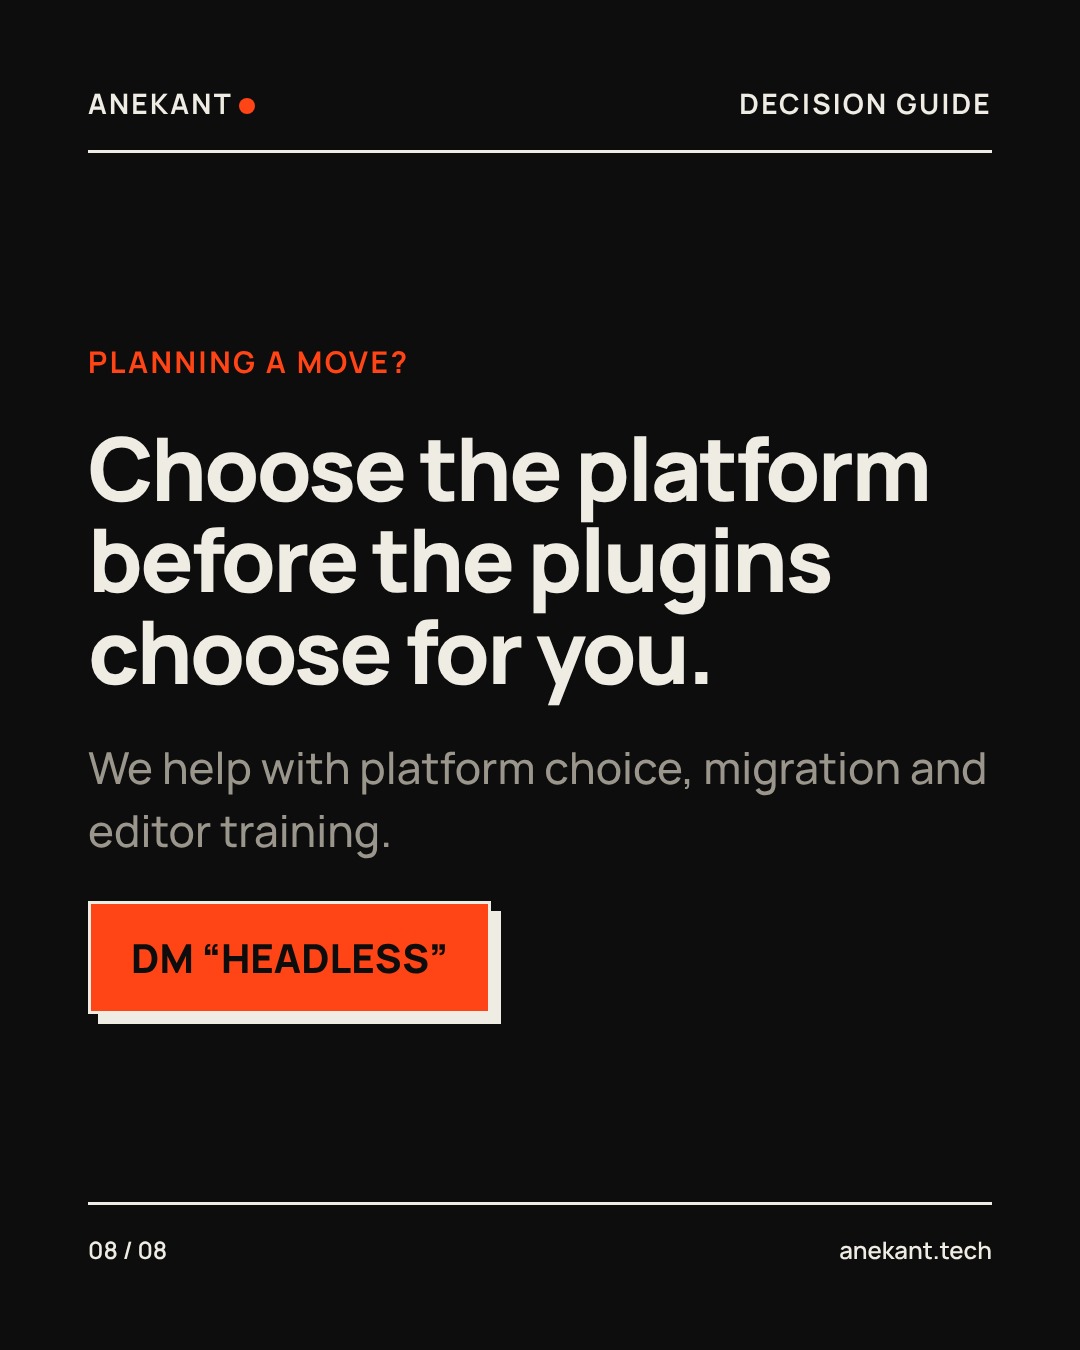 ANEKANT
DECISION GUIDE
PLANNING A MOVE?
Choose the platform
before the plugins
choose for you.
We help with platform choice, migration and
editor training.
DM “HEADLESS”
08 / 08
anekant.tech